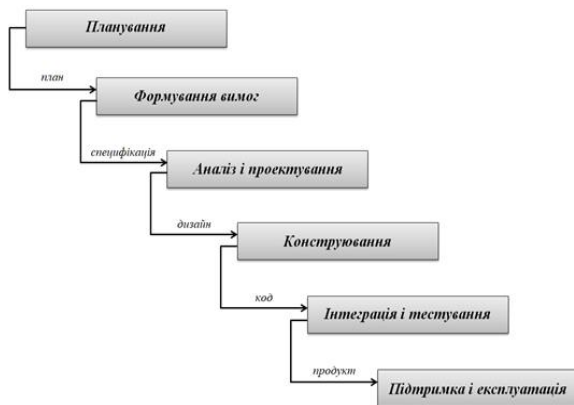 Планування
план
Формування вимог
специфікація
Аналіз і проектування
дизайн
Конструювання
код
Інтеграція і тестування
продукт
Підтримка і експлуатація